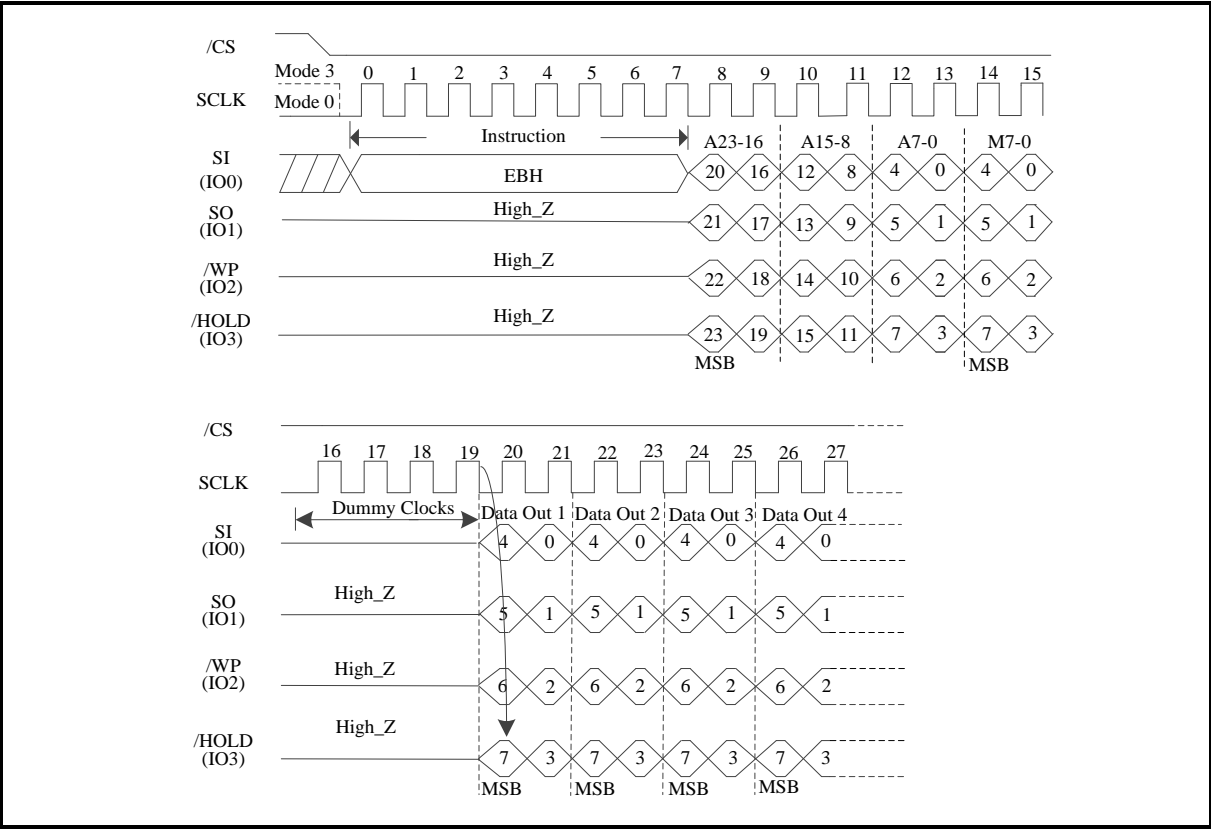 /CS
Mode 3 0 1 2 3 4 5 6 7 8 9 10 11 12 13 14 15
SCLK Mode 0
Instruction A23-16 A15-8 A7-0 M7-0
SI
(IO0) EBH 20 16 12 8 4 0 4 0
SO
(IO1) High_Z 21 17 13 9 5 1 5 1
/WP
(IO2) High_Z 22 18 14 10 6 2 6 2
/HOLD
(IO3) High_Z 23 19 15 11 7 3 7 3
MSB MSB
/CS
16 17 18 19 20 21 22 23 24 25 26 27
SCLK
Dummy Clocks Data Out 1 Data Out 2 Data Out 3 Data Out 4
SI
(IO0) 4 0 4 0 4 0 4 0
SO
(IO1) High_Z 5 1 5 1 5 1 5 1
/WP
(IO2) High_Z 6 2 6 2 6 2 6 2
/HOLD
(IO3) High_Z 7 3 7 3 7 3 7 3
MSB MSB MSB MSB